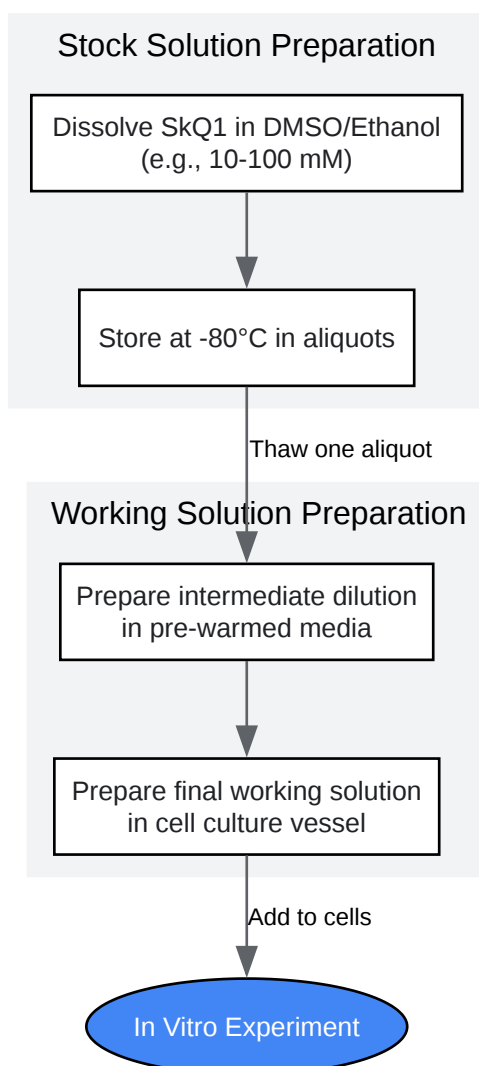 Stock Solution Preparation
Dissolve SkQ1 in DMSO/Ethanol
(e.g., 10-100 mM)
Store at -80°C in aliquots
Thaw one aliquot
Working Solution Preparation
Prepare intermediate dilution
in pre-warmed media
Prepare final working solution
in cell culture vessel
Add to cells
In Vitro Experiment